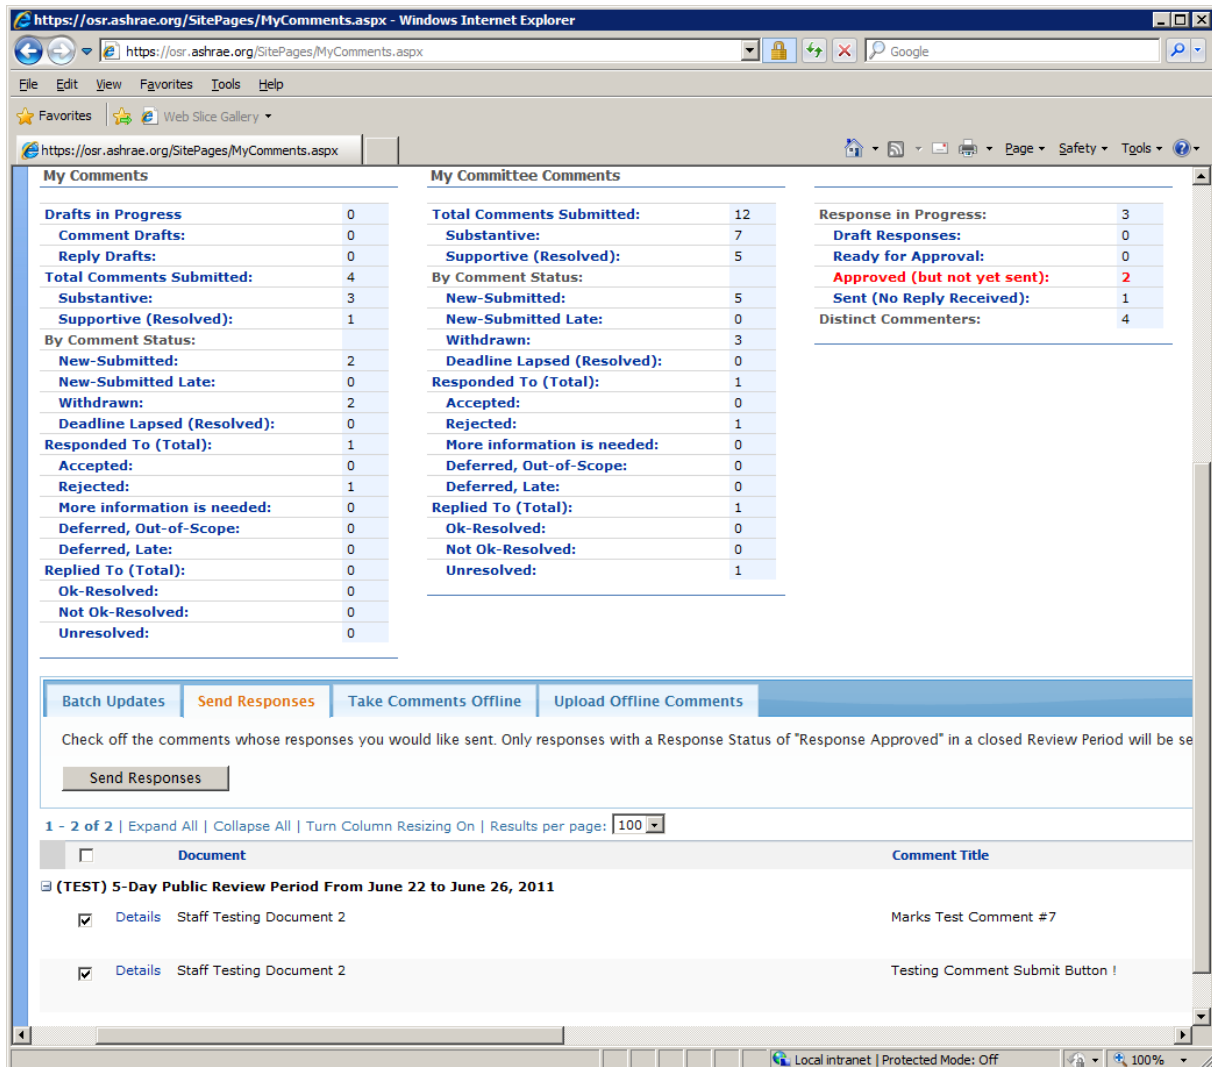 https://osr.ashrae.org/SitePages/MyComments.aspx - Windows Internet Explorer
https://osr.ashrae.org/SitePages/MyComments.aspx
Google
File Edit View Favorites Tools Help
Favorites Web Slice Gallery
https://osr.ashrae.org/SitePages/MyComments.aspx
Page Safety Tools
My Comments
Drafts in Progress 0
Comment Drafts: 0
Reply Drafts: 0
Total Comments Submitted: 4
Substantive: 3
Supportive (Resolved): 1
By Comment Status:
New-Submitted: 2
New-Submitted Late: 0
Withdrawn: 2
Deadline Lapsed (Resolved): 0
Responded To (Total): 1
Accepted: 0
Rejected: 1
More information is needed: 0
Deferred, Out-of-Scope: 0
Deferred, Late: 0
Replied To (Total): 0
Ok-Resolved: 0
Not Ok-Resolved: 0
Unresolved: 0
My Committee Comments
Total Comments Submitted: 12
Substantive: 7
Supportive (Resolved): 5
By Comment Status:
New-Submitted: 5
New-Submitted Late: 0
Withdrawn: 3
Deadline Lapsed (Resolved): 0
Responded To (Total): 1
Accepted: 0
Rejected: 1
More information is needed: 0
Deferred, Out-of-Scope: 0
Deferred, Late: 0
Replied To (Total): 1
Ok-Resolved: 0
Not Ok-Resolved: 0
Unresolved: 1
Response in Progress: 3
Draft Responses: 0
Ready for Approval: 0
Approved (but not yet sent): 2
Sent (No Reply Received): 1
Distinct Commenters: 4
Batch Updates Send Responses Take Comments Offline Upload Offline Comments
Check off the comments whose responses you would like sent. Only responses with a Response Status of "Response Approved" in a closed Review Period will be se
Send Responses
1 - 2 of 2 | Expand All | Collapse All | Turn Column Resizing On | Results per page: 100
Document Comment Title
(TEST) 5-Day Public Review Period From June 22 to June 26, 2011
Details Staff Testing Document 2 Marks Test Comment #7
Details Staff Testing Document 2 Testing Comment Submit Button !
Local intranet | Protected Mode: Off 100%